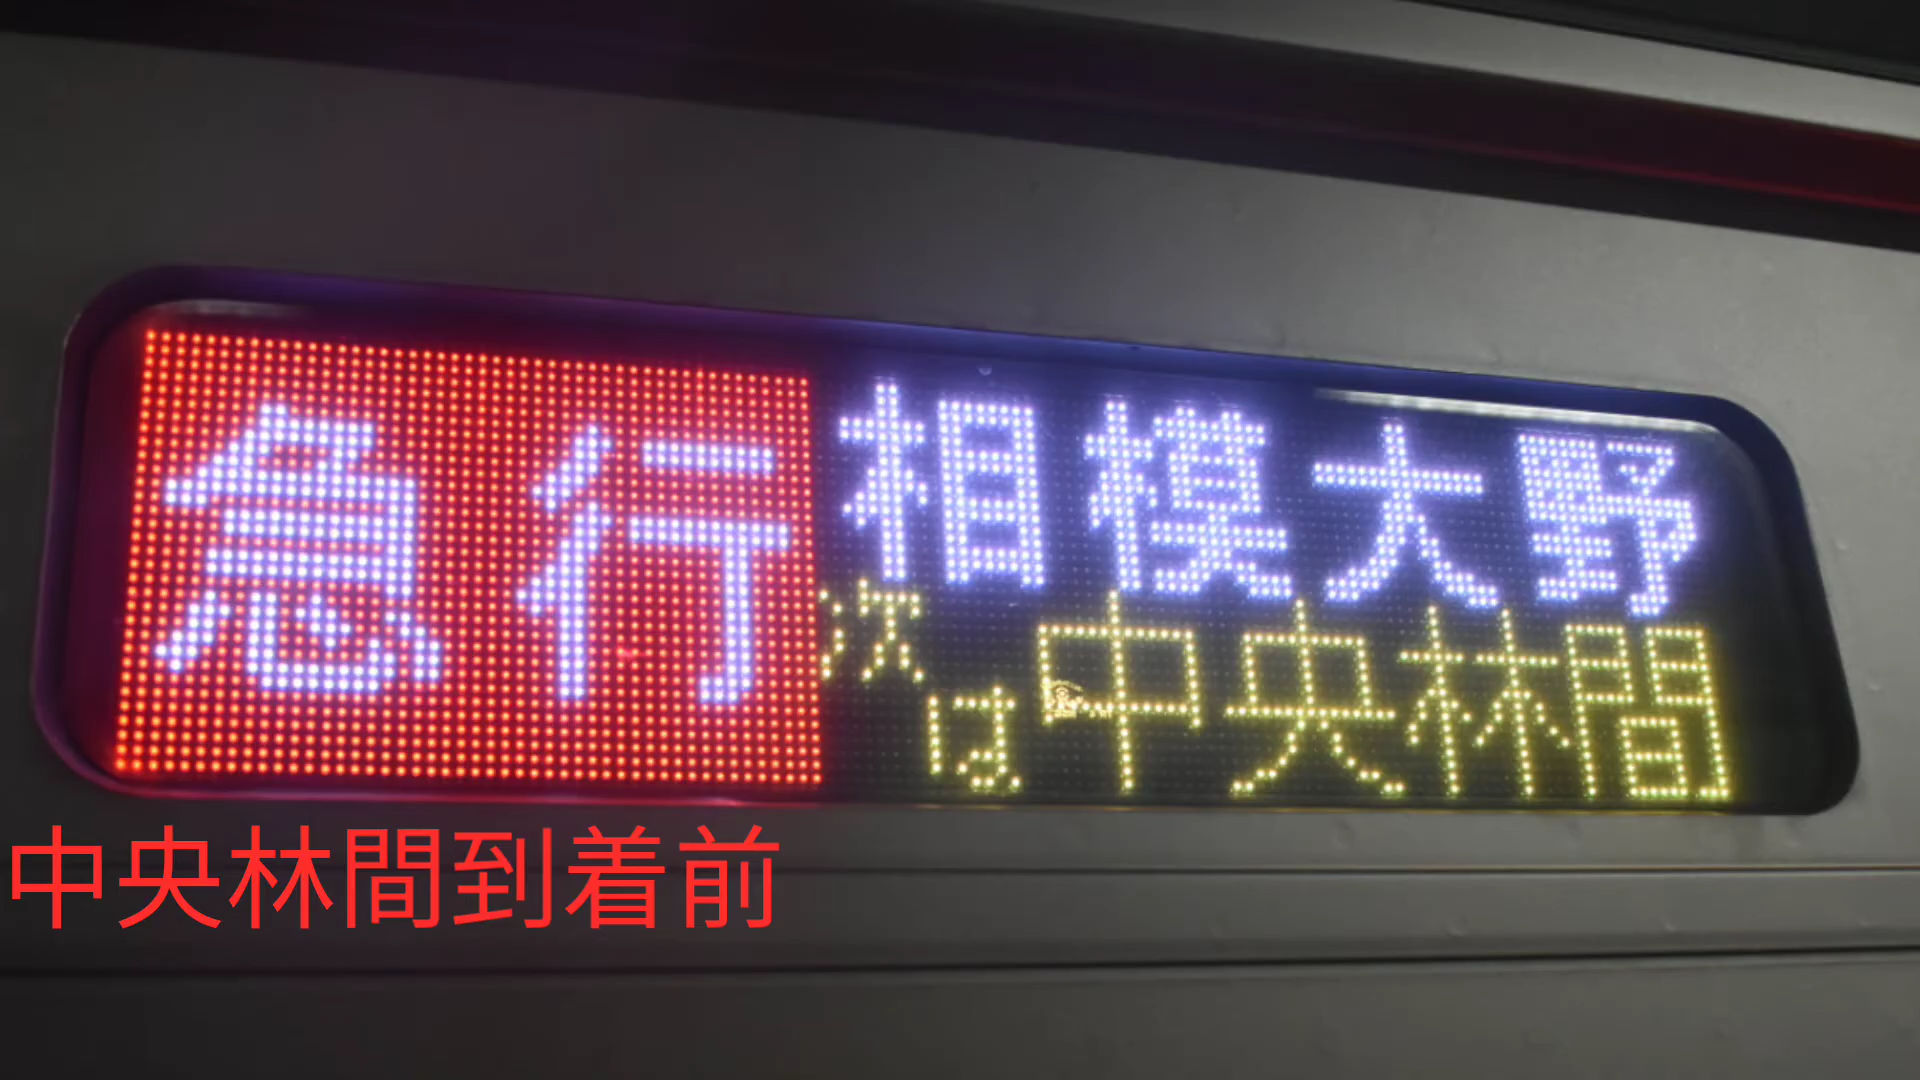 急行 相模大野
次は 中央林間
中央林間到着前